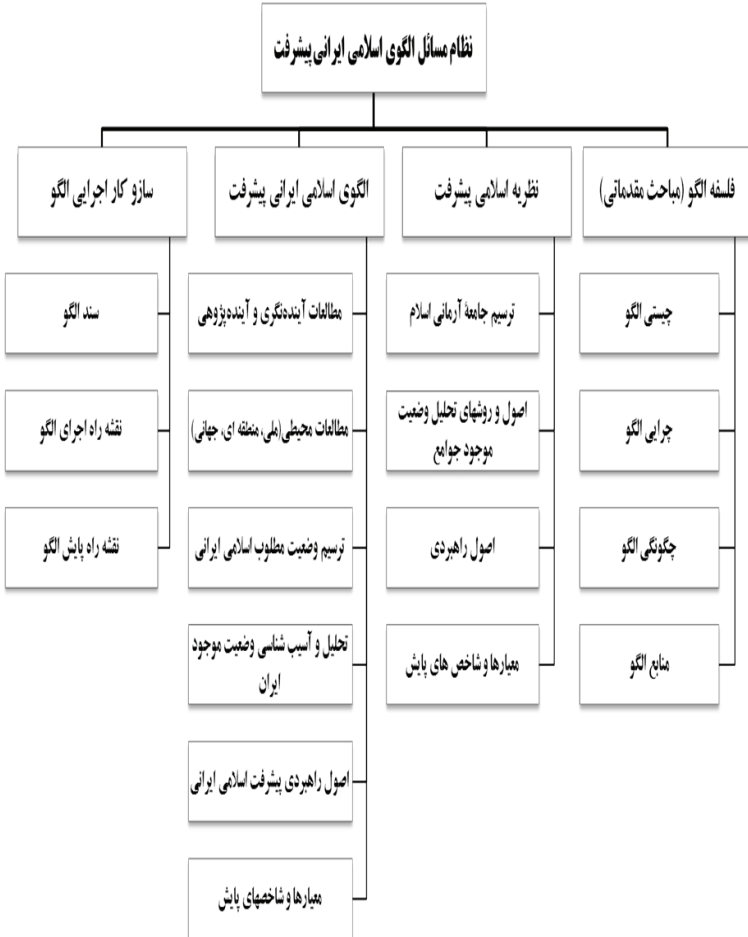 نظام مسائل الگوی اسلامی ایرانی پیشرفت
فلسفه الگو (مباحث مقدماتی)
چیستی الگو
چرایی الگو
چگونگی الگو
منابع الگو
نظریه اسلامی پیشرفت
ترسیم جامعهٔ آرمانی اسلام
اصول و روشهای تحلیل وضعیت
موجود جوامع
اصول راهبردی
معیارها و شاخص های پایش
الگوی اسلامی ایرانی پیشرفت
مطالعات آینده‌نگری و آینده‌پژوهی
مطالعات محیطی(ملی، منطقه ای، جهانی)
ترسیم وضعیت مطلوب اسلامی ایرانی
تحلیل و آسیب شناسی وضعیت موجود
ایران
اصول راهبردی پیشرفت اسلامی ایرانی
معیارها و شاخصهای پایش
سازو کار اجرایی الگو
سند الگو
نقشه راه اجرای الگو
نقشه راه پایش الگو